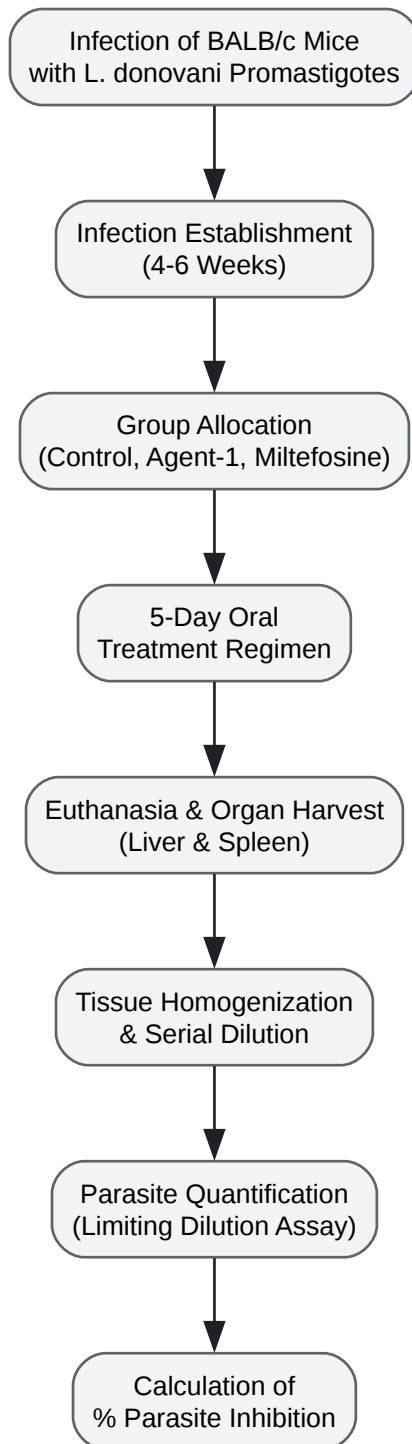 Infection of BALB/c Mice
with L. donovani Promastigotes
Infection Establishment
(4-6 Weeks)
Group Allocation
(Control, Agent-1, Miltefosine)
5-Day Oral
Treatment Regimen
Euthanasia & Organ Harvest
(Liver & Spleen)
Tissue Homogenization
& Serial Dilution
Parasite Quantification
(Limiting Dilution Assay)
Calculation of
% Parasite Inhibition